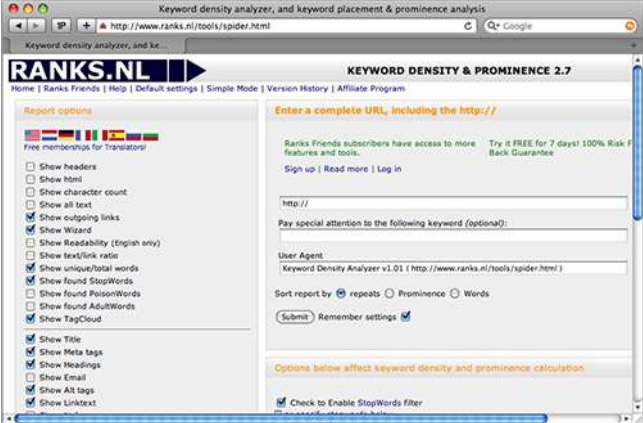 Keyword density analyzer, and keyword placement & prominence analysis
http://www.ranks.nl/tools/spider.html
Google
Keyword density analyzer, and ke...
RANKS.NL
KEYWORD DENSITY & PROMINENCE 2.7
Home | Ranks Friends | Help | Default settings | Simple Mode | Version History | Affiliate Program
Report options
Free memberships for Translators!
Show headers
Show html
Show character count
Show all text
Show outgoing links
Show Wizard
Show Readability (English only)
Show text/link ratio
Show unique/total words
Show found StopWords
Show found PoisonWords
Show found AdultWords
Show TagCloud
Show Title
Show Meta tags
Show Headings
Show Email
Show Alt tags
Show Linktext
Enter a complete URL, including the http://
Ranks Friends subscribers have access to more
features and tools.
Try it FREE for 7 days! 100% Risk F
Back Guarantee
Sign up | Read more | Log in
http://
Pay special attention to the following keyword (optional):
User Agent
Keyword Density Analyzer v1.01 ( http://www.ranks.nl/tools/spider.html )
Sort report by repeats Prominence Words
Submit Remember settings
Options below affect keyword density and prominence calculation
Check to Enable StopWords filter